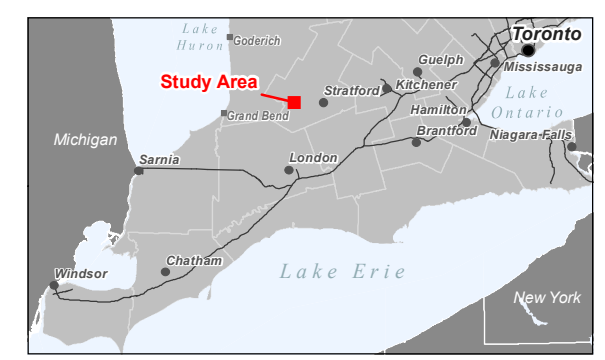 Lake
Huron
Goderich
Toronto
Guelph
Mississauga
Study Area
Stratford
Kitchener
Lake
Ontario
Hamilton
Grand Bend
Brantford
Niagara Falls
Michigan
Sarnia
London
Chatham
Windsor
Lake Erie
New York